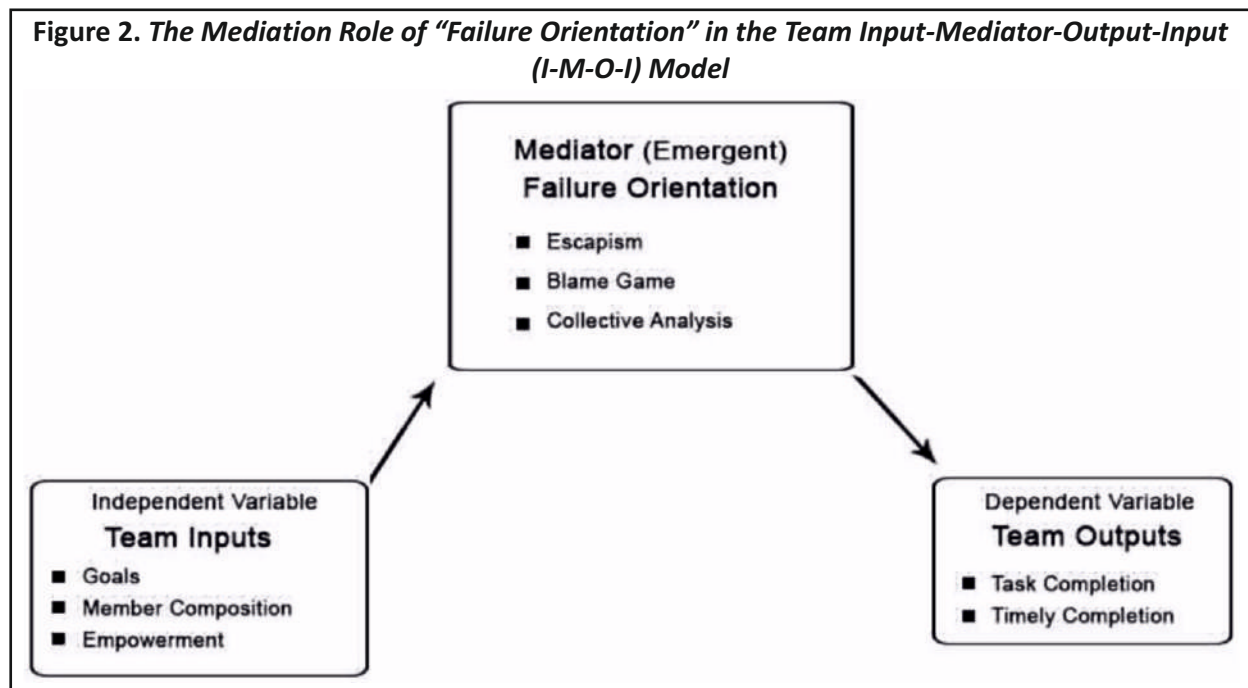 Figure 2. The Mediation Role of “Failure Orientation” in the Team Input-Mediator-Output-Input
(I-M-O-I) Model
Mediator (Emergent)
Failure Orientation
■ Escapism
■ Blame Game
■ Collective Analysis
Independent Variable
Team Inputs
■ Goals
■ Member Composition
■ Empowerment
Dependent Variable
Team Outputs
■ Task Completion
■ Timely Completion